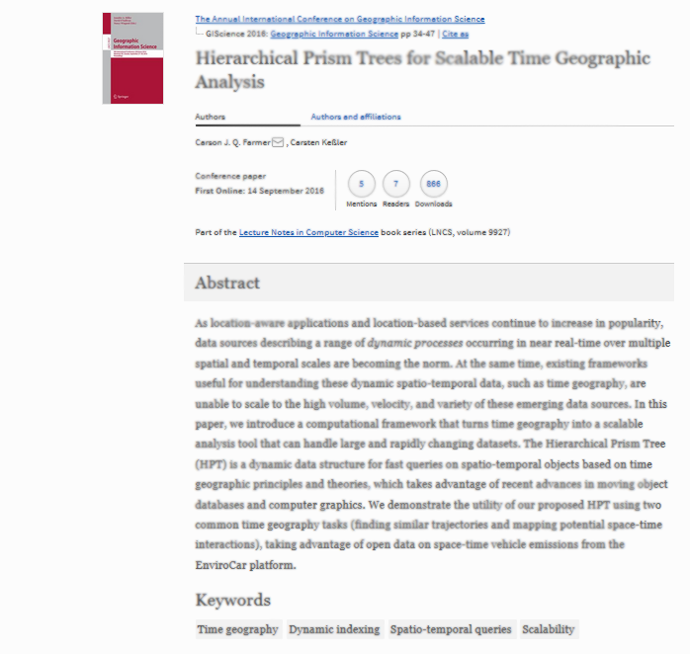 Geographic
Information Science
Springer
The Annual International Conference on Geographic Information Science
GIScience 2016: Geographic Information Science pp 34-47 | Cite as
Hierarchical Prism Trees for Scalable Time Geographic
Analysis
Authors
Authors and affiliations
Carson J. Q. Farmer , Carsten Keßler
Conference paper
First Online: 14 September 2016
5
7
866
Mentions
Readers
Downloads
Part of the Lecture Notes in Computer Science book series (LNCS, volume 9927)
Abstract
As location-aware applications and location-based services continue to increase in popularity,
data sources describing a range of dynamic processes occurring in near real-time over multiple
spatial and temporal scales are becoming the norm. At the same time, existing frameworks
useful for understanding these dynamic spatio-temporal data, such as time geography, are
unable to scale to the high volume, velocity, and variety of these emerging data sources. In this
paper, we introduce a computational framework that turns time geography into a scalable
analysis tool that can handle large and rapidly changing datasets. The Hierarchical Prism Tree
(HPT) is a dynamic data structure for fast queries on spatio-temporal objects based on time
geographic principles and theories, which takes advantage of recent advances in moving object
databases and computer graphics. We demonstrate the utility of our proposed HPT using two
common time geography tasks (finding similar trajectories and mapping potential space-time
interactions), taking advantage of open data on space-time vehicle emissions from the
EnviroCar platform.
Keywords
Time geography Dynamic indexing Spatio-temporal queries Scalability